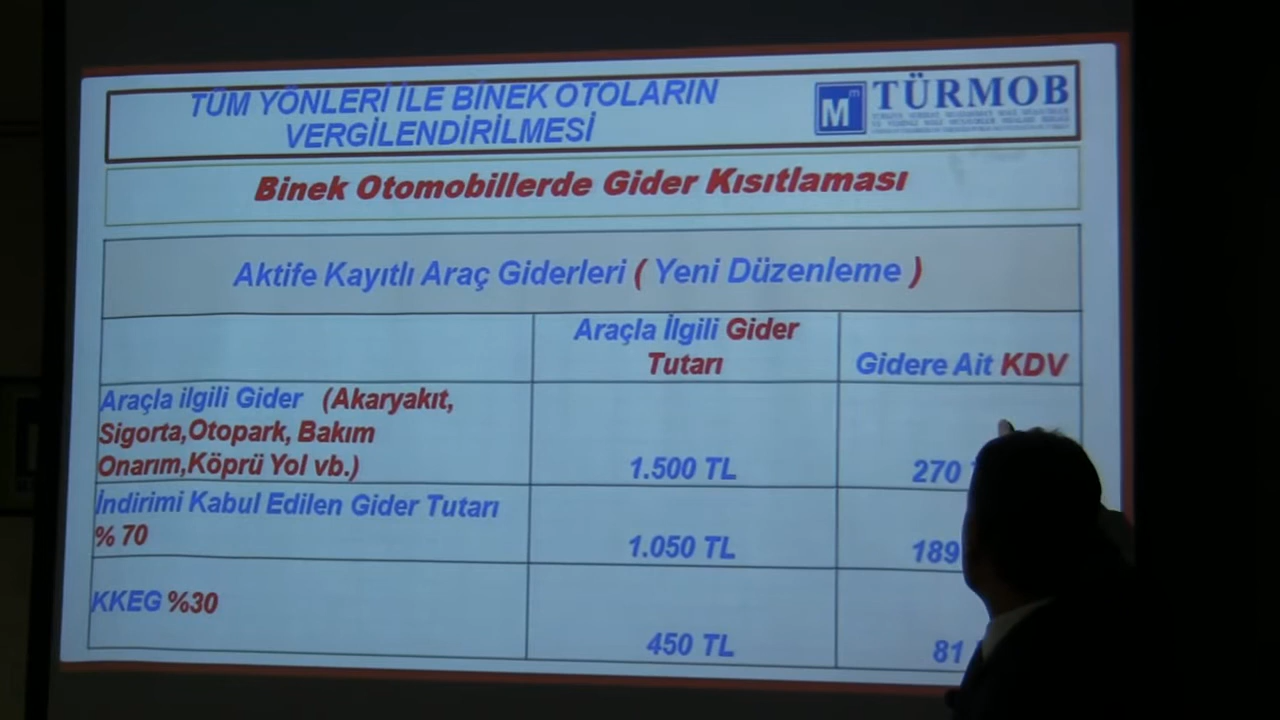 TÜM YÖNLERİ İLE BİNEK OTOLARIN
VERGİLENDİRİLMESİ
M
m
TÜRMOB
Binek Otomobillerde Gider Kısıtlaması
Aktife Kayıtlı Araç Giderleri ( Yeni Düzenleme )
Araçla İlgili Gider
Tutarı
Gidere Ait KDV
Araçla ilgili Gider (Akaryakıt,
Sigorta,Otopark, Bakım
Onarım,Köprü Yol vb.)
1.500 TL
270
İndirimi Kabul Edilen Gider Tutarı
% 70
1.050 TL
189
KKEG %30
450 TL
81